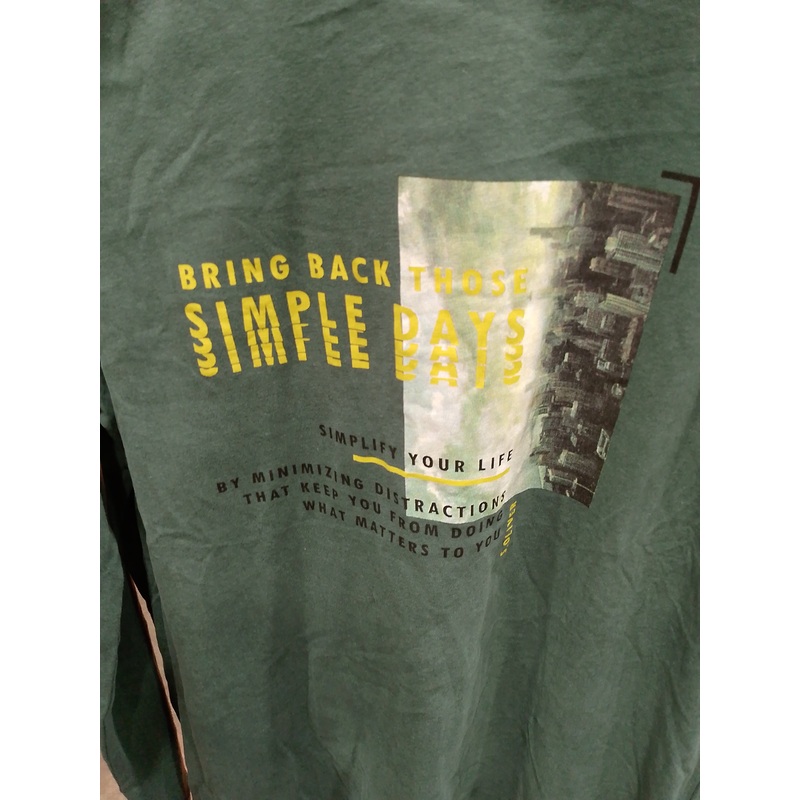 BRING BACK THOSE
SIMPLE DAYS
SIMPLIFY YOUR LIFE
BY MINIMIZING DISTRACTIONS
THAT KEEP YOU FROM DOING
WHAT MATTERS TO YOU
S.OLIVER